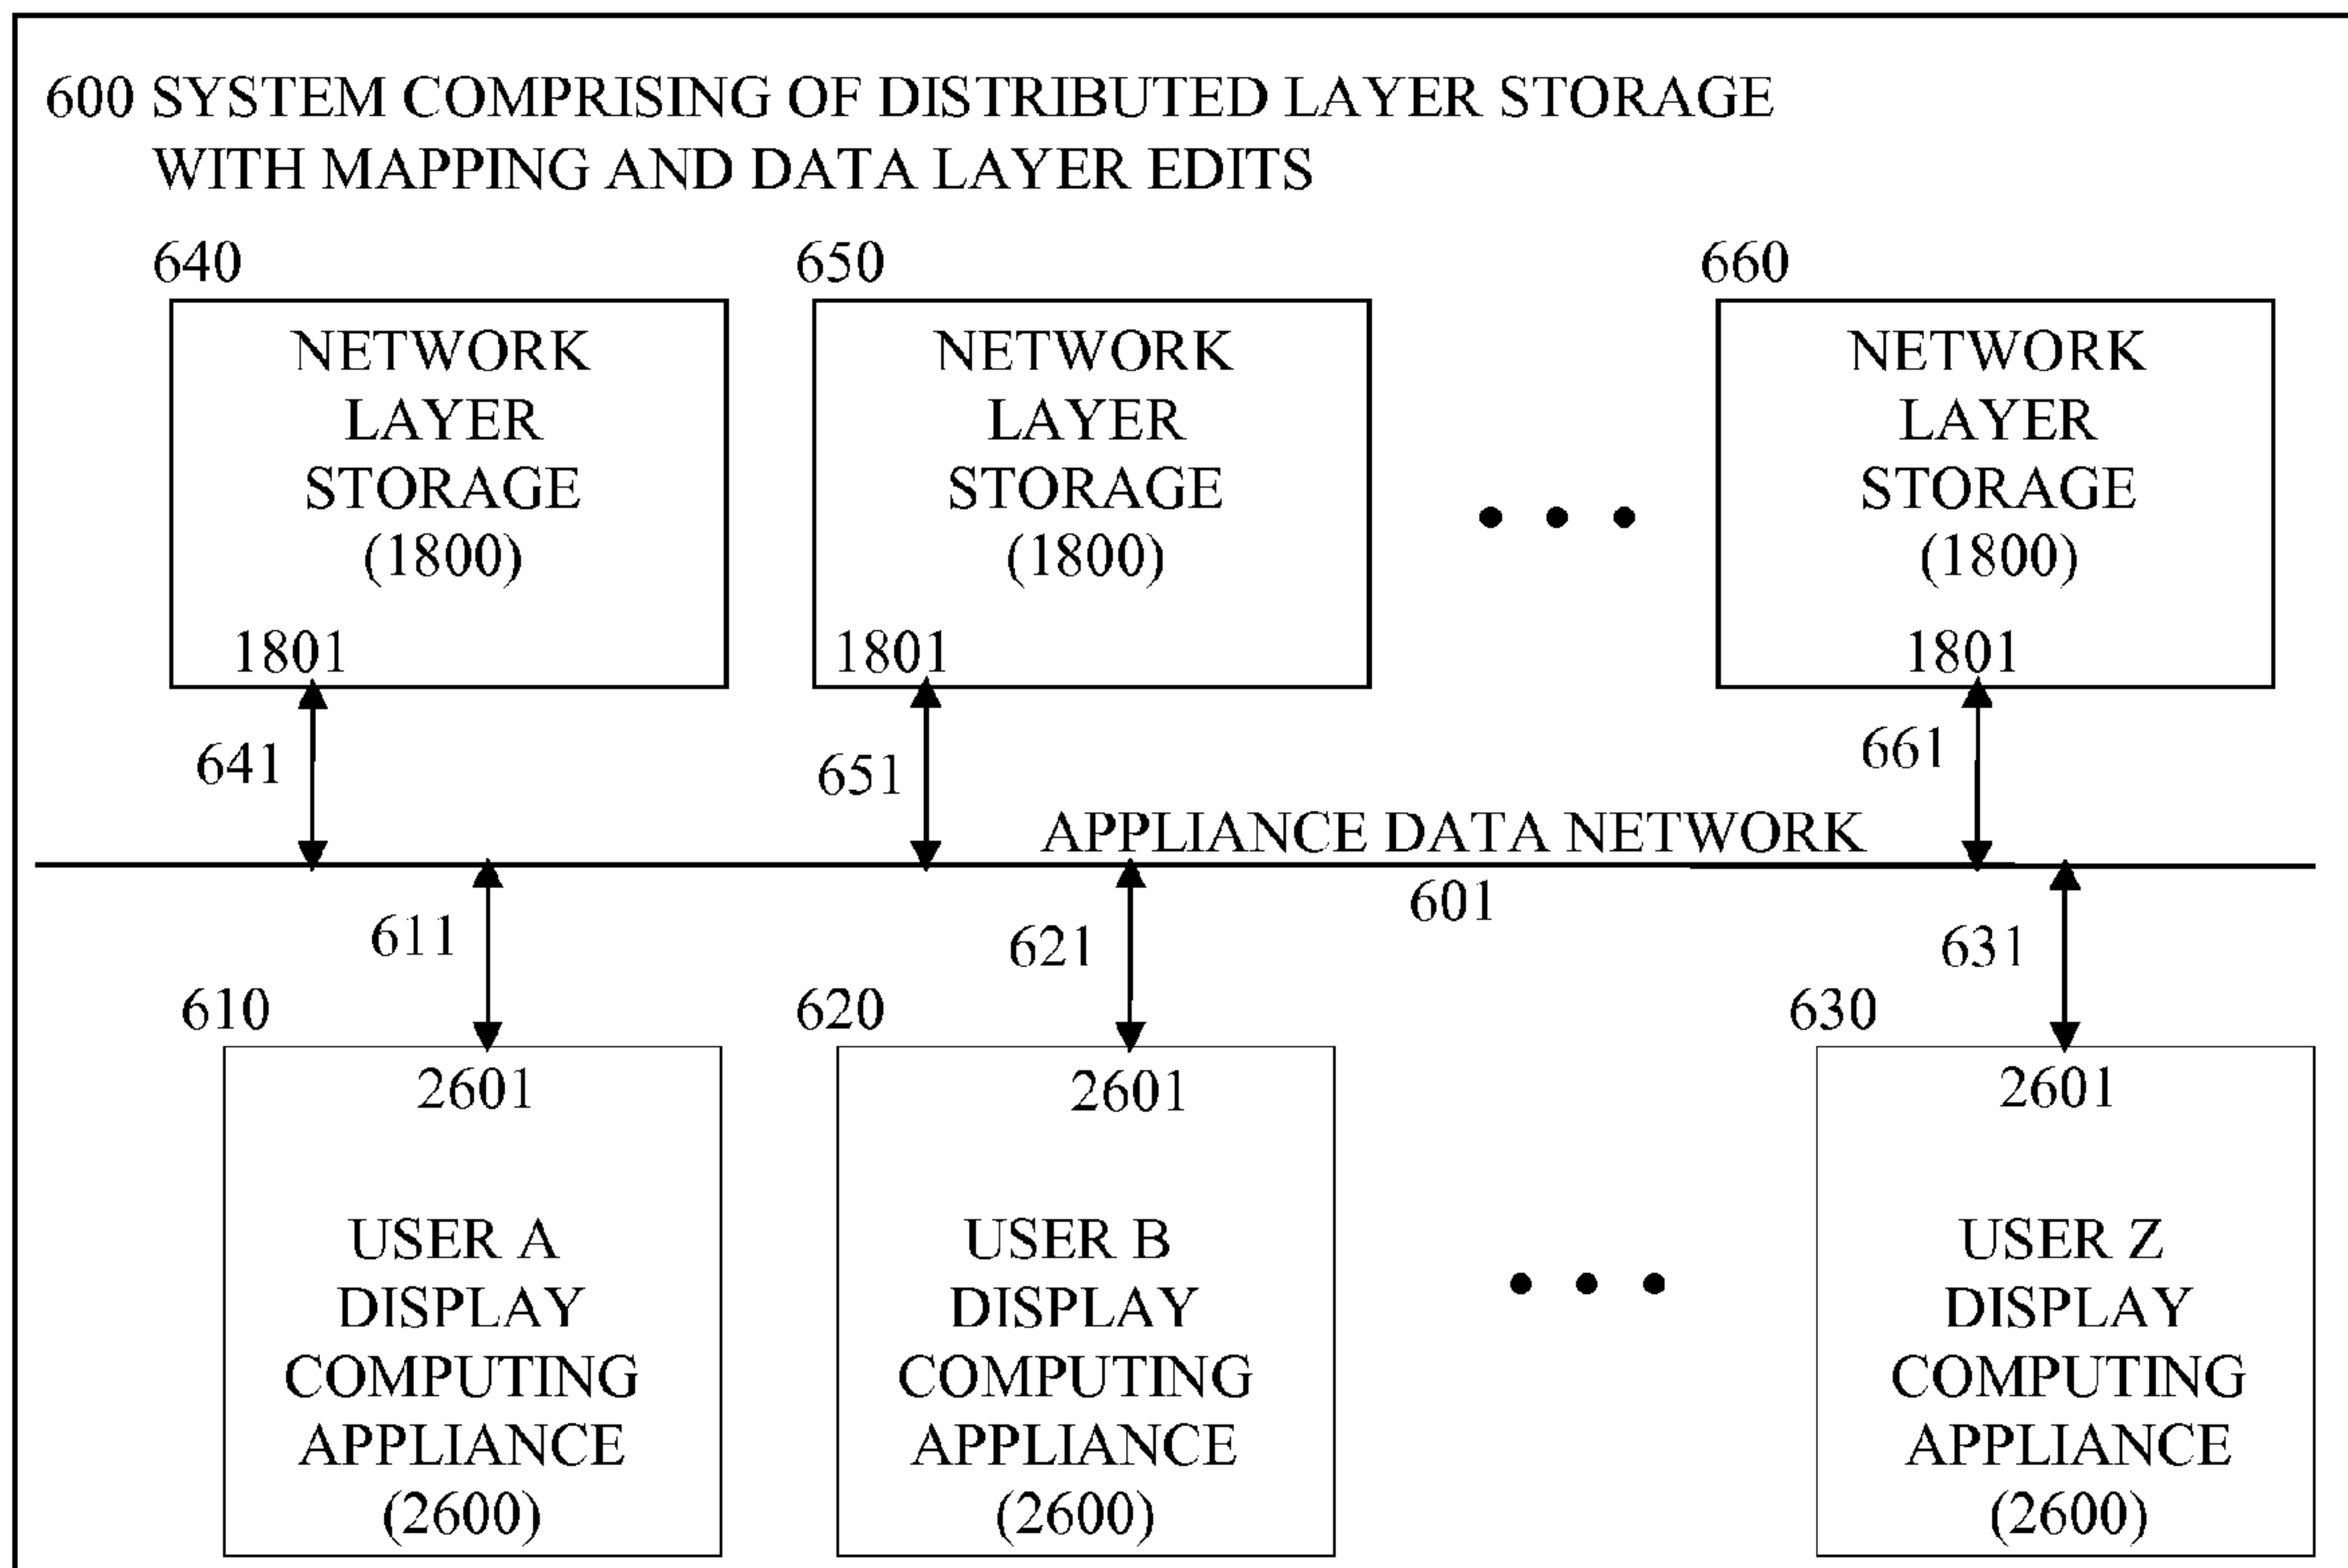 600 SYSTEM COMPRISING OF DISTRIBUTED LAYER STORAGE
WITH MAPPING AND DATA LAYER EDITS
640
NETWORK
LAYER
STORAGE
(1800)
1801
641
650
NETWORK
LAYER
STORAGE
(1800)
1801
651
660
NETWORK
LAYER
STORAGE
(1800)
1801
661
APPLIANCE DATA NETWORK
601
611
610
2601
USER A
DISPLAY
COMPUTING
APPLIANCE
(2600)
621
620
2601
USER B
DISPLAY
COMPUTING
APPLIANCE
(2600)
631
630
2601
USER Z
DISPLAY
COMPUTING
APPLIANCE
(2600)